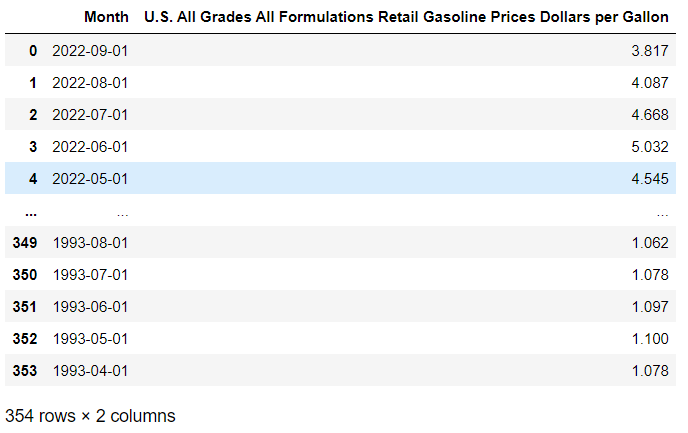 Month U.S. All Grades All Formulations Retail Gasoline Prices Dollars per Gallon
0 2022-09-01 3.817
1 2022-08-01 4.087
2 2022-07-01 4.668
3 2022-06-01 5.032
4 2022-05-01 4.545
... ... ...
349 1993-08-01 1.062
350 1993-07-01 1.078
351 1993-06-01 1.097
352 1993-05-01 1.100
353 1993-04-01 1.078
354 rows × 2 columns